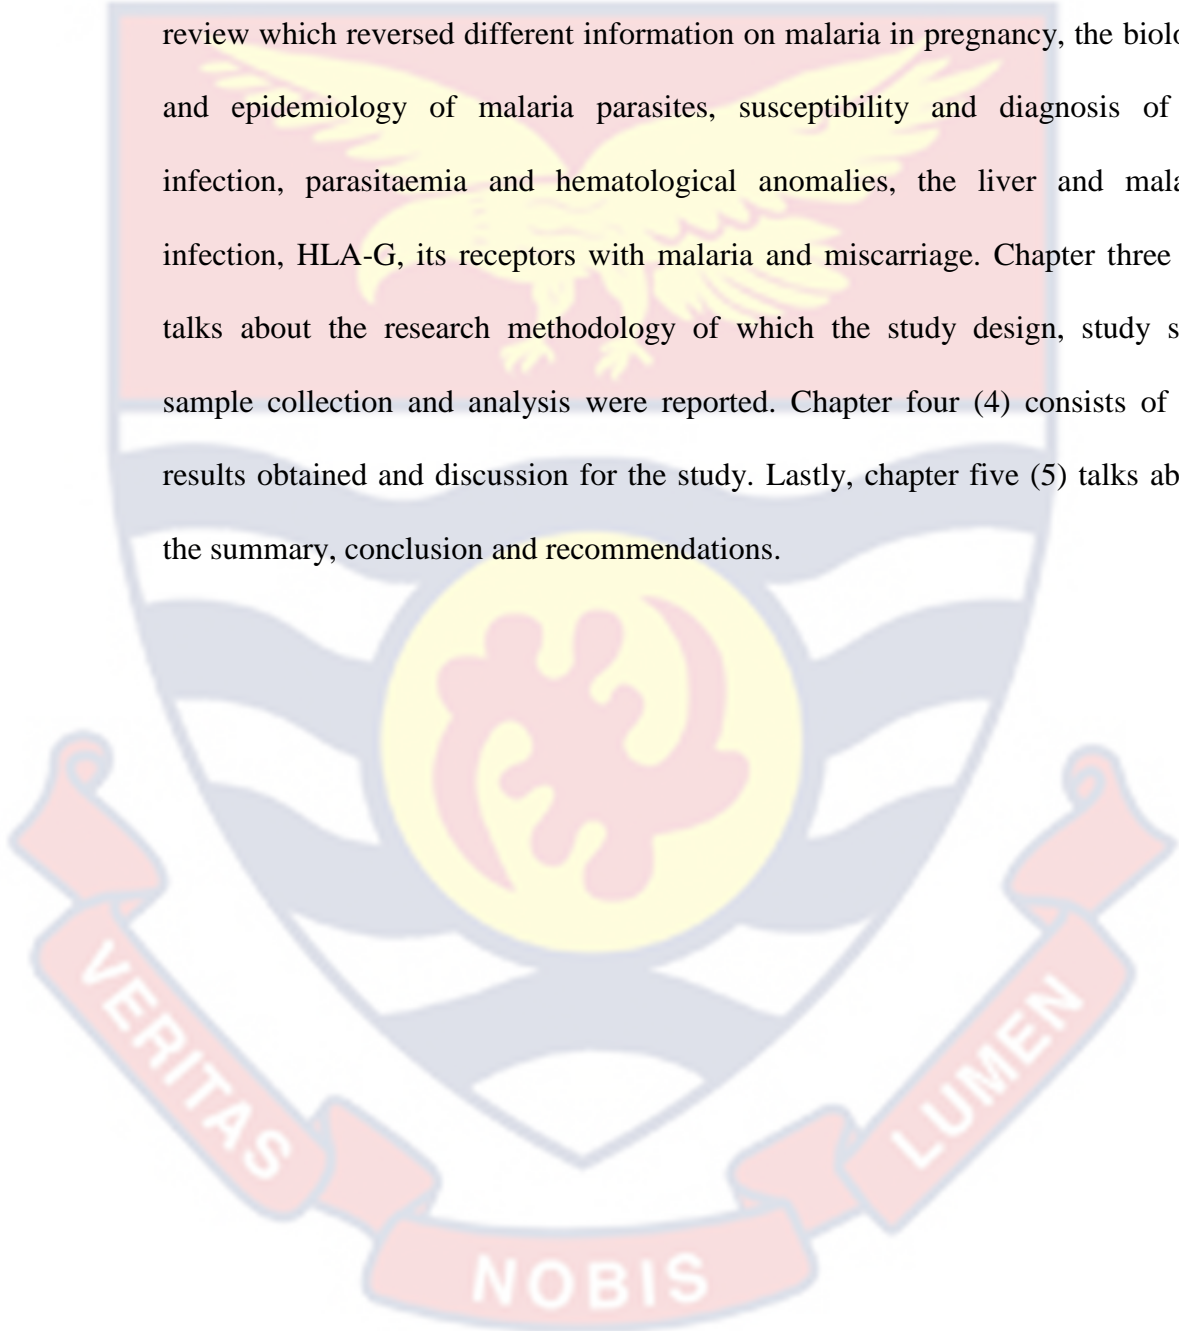 review which reversed different information on malaria in pregnancy, the biolo
and epidemiology of malaria parasites, susceptibility and diagnosis of
infection, parasitaemia and hematological anomalies, the liver and mala
infection, HLA-G, its receptors with malaria and miscarriage. Chapter three
talks about the research methodology of which the study design, study s
sample collection and analysis were reported. Chapter four (4) consists of
results obtained and discussion for the study. Lastly, chapter five (5) talks ab
the summary, conclusion and recommendations.
VERITAS
NOBIS
LUMEN